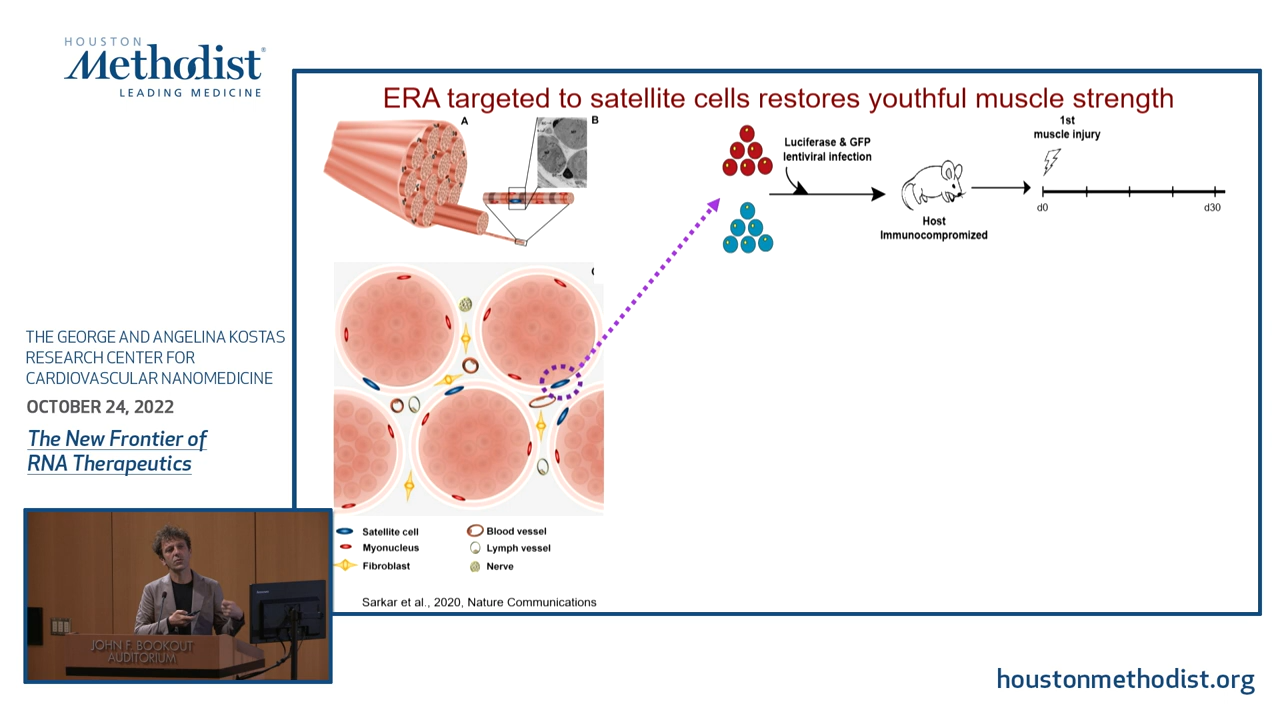 HOUSTON
Methodist®
LEADING MEDICINE
THE GEORGE AND ANGELINA KOSTAS
RESEARCH CENTER FOR
CARDIOVASCULAR NANOMEDICINE
OCTOBER 24, 2022
The New Frontier of
RNA Therapeutics
JOHN F. BOOKOUT
AUDITORIUM
ERA targeted to satellite cells restores youthful muscle strength
A
B
Luciferase & GFP
lentiviral infection
Host
Immunocompromized
1st
muscle injury
d0
d30
Satellite cell
Myonucleus
Fibroblast
Blood vessel
Lymph vessel
Nerve
Sarkar et al., 2020, Nature Communications
houstonmethodist.org